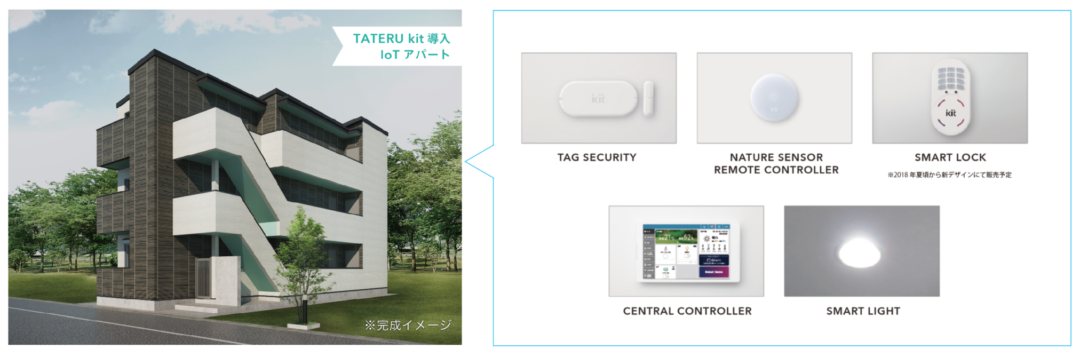 TATERU kit 導入
IoT アパート
※完成イメージ
kit
TAG SECURITY
NATURE SENSOR
REMOTE CONTROLLER
kit
SMART LOCK
※2018 年夏頃から新デザインにて販売予定
CENTRAL CONTROLLER
SMART LIGHT